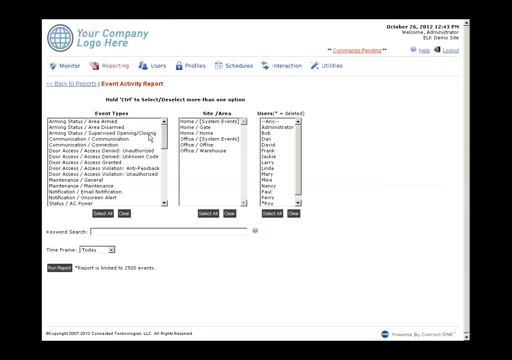 October 26, 2012 12:43 PM
Your Company
Logo Here
Welcome, Administrator
ELK Demo Site
** Commands Pending **
Help
Logout
Monitor
Reporting
Users
Profiles
Schedules
Interaction
Utilities
<< Back to Reports | Event Activity Report
Hold 'Ctrl' to Select/Deselect more than one option
Event Types
Arming Status / Area Armed
Arming Status / Area Disarmed
Arming Status / Supervised Opening/Closing
Communication / Communication
Communication / Connection
Door Access / Access Denied: Unauthorized
Door Access / Access Denied: Unknown Code
Door Access / Access Granted
Door Access / Access Violation: Anti-Passback
Door Access / Access Violation: Unauthorized
Maintenance / General
Maintenance / Maintenance
Notification / Email Notification
Notification / Onscreen Alert
Status / AC Power
Select All
Clear
Site /Area
Home / [System Events]
Home / Gate
Home / Home
Office / [System Events]
Office / Office
Office / Warehouse
Select All
Clear
Users(* = deleted)
--Any--
Administrator
Bob
Dan
David
Frank
Jackie
Larry
Linda
Mary
Mike
Nancy
Paul
Perry
*Roy
Select All
Clear
Keyword Search:
Time Frame: Today
Run Report
*Report is limited to 2500 events.
©Copyright 2007-2012 Connected Technologies, LLC. All Rights Reserved.
Powered By Connect ONE